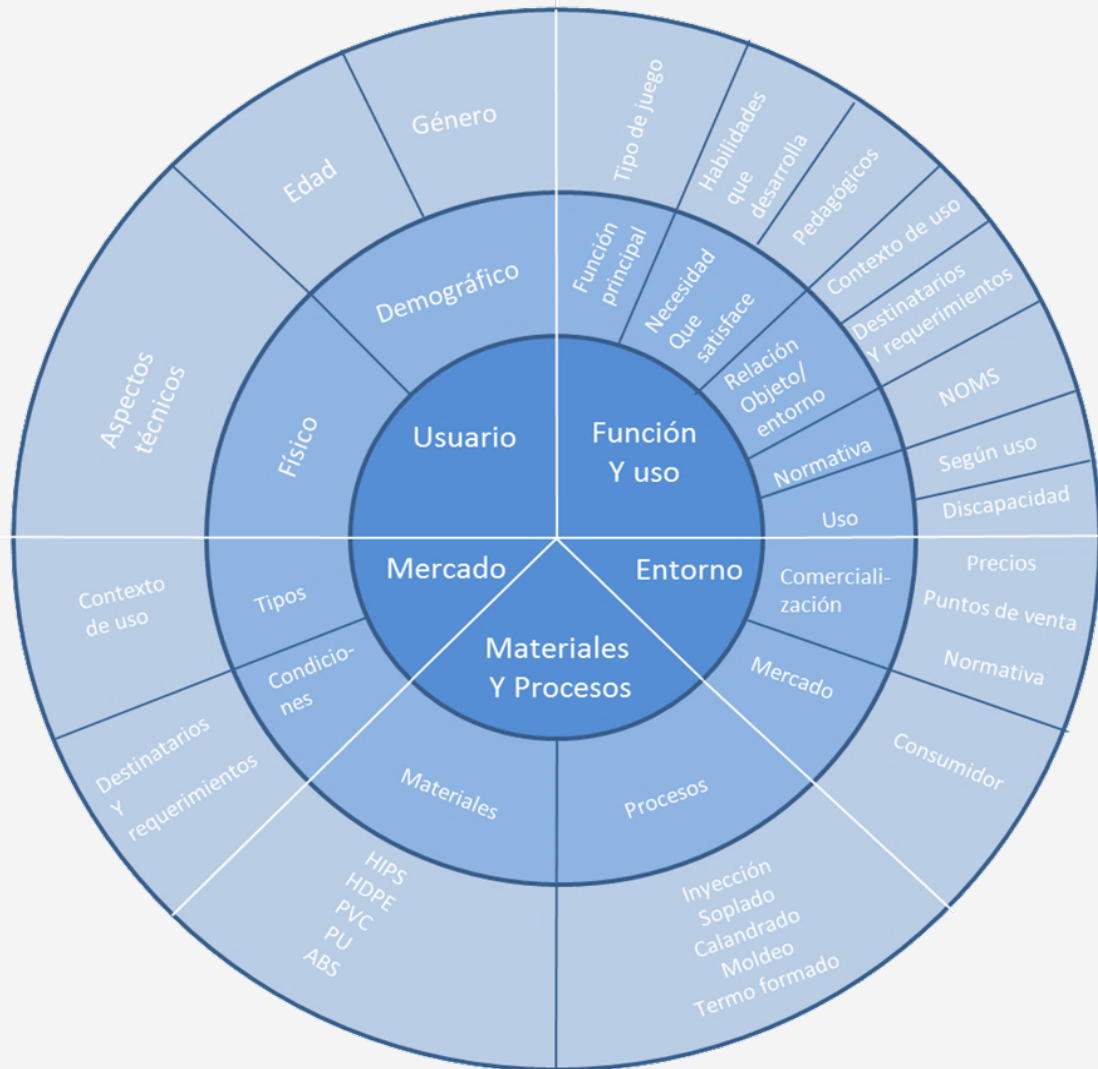 Género
Edad
Aspectos
técnicos
Tipo de juego
Habilidades
que
desarrolla
Pedagógicos
Contexto de uso
Destinatarios
Y requerimientos
NOMS
Según uso
Discapacidad
Demográfico
Físico
Función
principal
Necesidad
Que
satisface
Relación
Objeto/
entorno
Normativa
Uso
Usuario
Función
Y uso
Mercado
Entorno
Materiales
Y Procesos
Tipos
Condicio-
nes
Comerciali-
zación
Mercado
Materiales
Procesos
Contexto
de uso
Destinatarios
Y
requerimientos
Precios
Puntos de venta
Normativa
Consumidor
HIPS
HDPE
PVC
PU
ABS
Inyección
Soplado
Calandrado
Moldeo
Termo formado